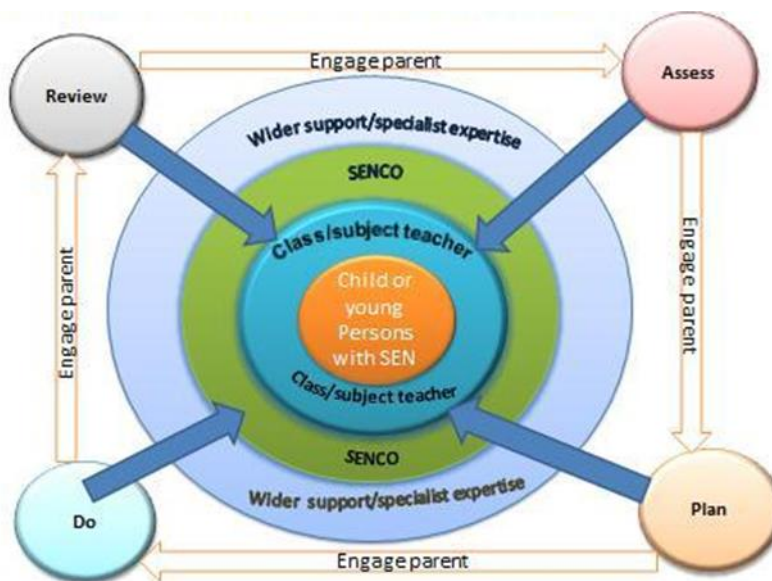 Engage parent
Review
Assess
Wider support/specialist expertise
SENCO
Class/subject teacher
Child or
young
Persons
with SEN
Engage parent
Engage parent
Class/subject teacher
SENCO
Wider support/specialist expertise
Do
Plan
Engage parent